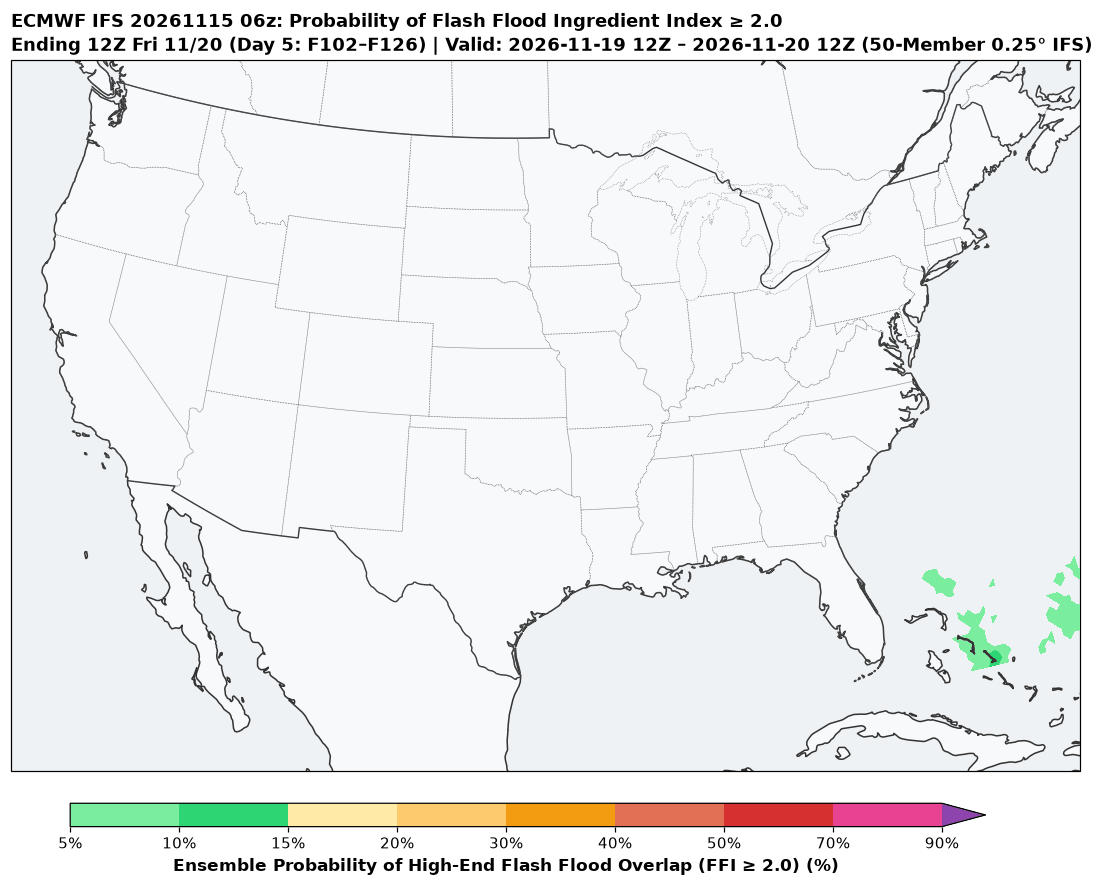 ECMWF IFS 20261115 06z: Probability of Flash Flood Ingredient Index ≥ 2.0
Ending 12Z Fri 11/20 (Day 5: F102–F126) | Valid: 2026-11-19 12Z – 2026-11-20 12Z (50-Member 0.25° IFS)
5% 10% 15% 20% 30% 40% 50% 70% 90%
Ensemble Probability of High-End Flash Flood Overlap (FFI ≥ 2.0) (%)